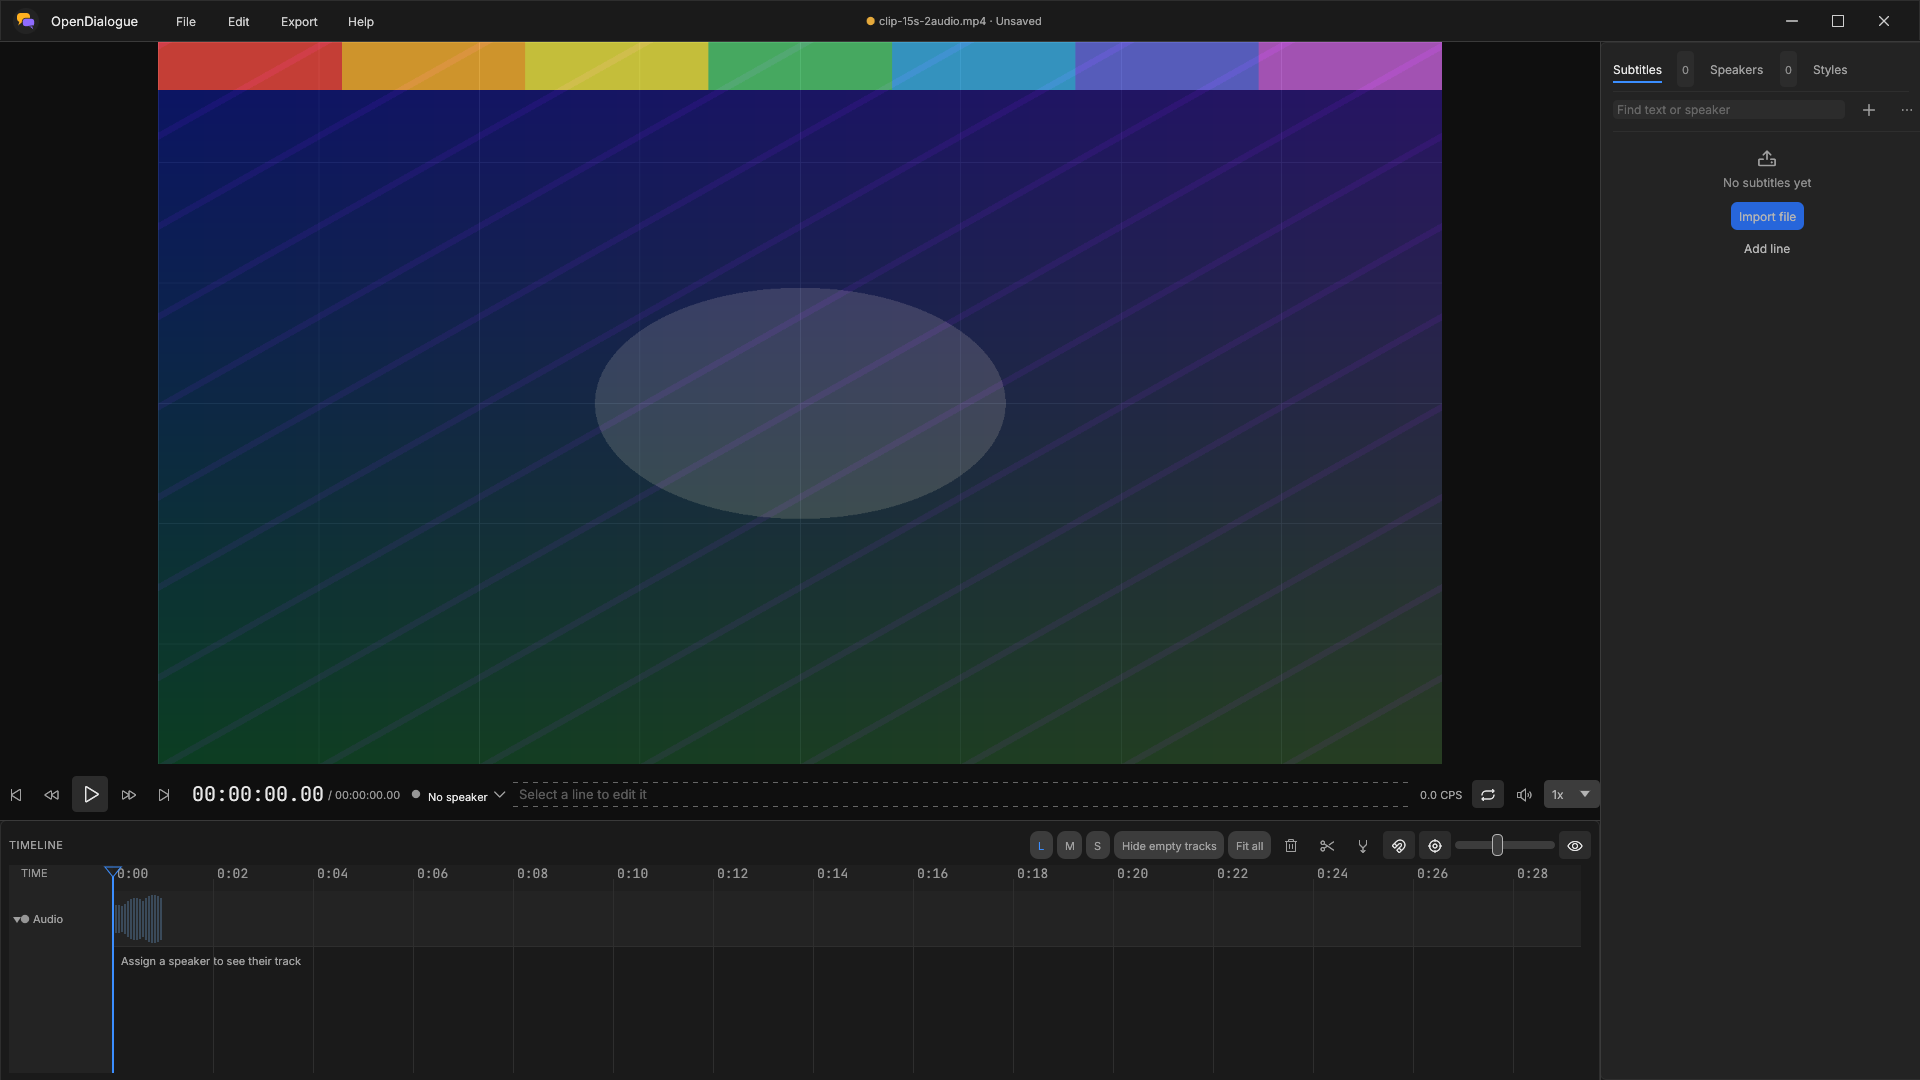 OpenDialogue File Edit Export Help
clip-15s-2audio.mp4 · Unsaved
Subtitles 0 Speakers 0 Styles
Find text or speaker
No subtitles yet
Import file
Add line
00:00:00.00 / 00:00:00.00 No speaker Select a line to edit it 0.0 CPS 1x
TIMELINE L M S Hide empty tracks Fit all
TIME 0:00 0:02 0:04 0:06 0:08 0:10 0:12 0:14 0:16 0:18 0:20 0:22 0:24 0:26 0:28
Audio
Assign a speaker to see their track